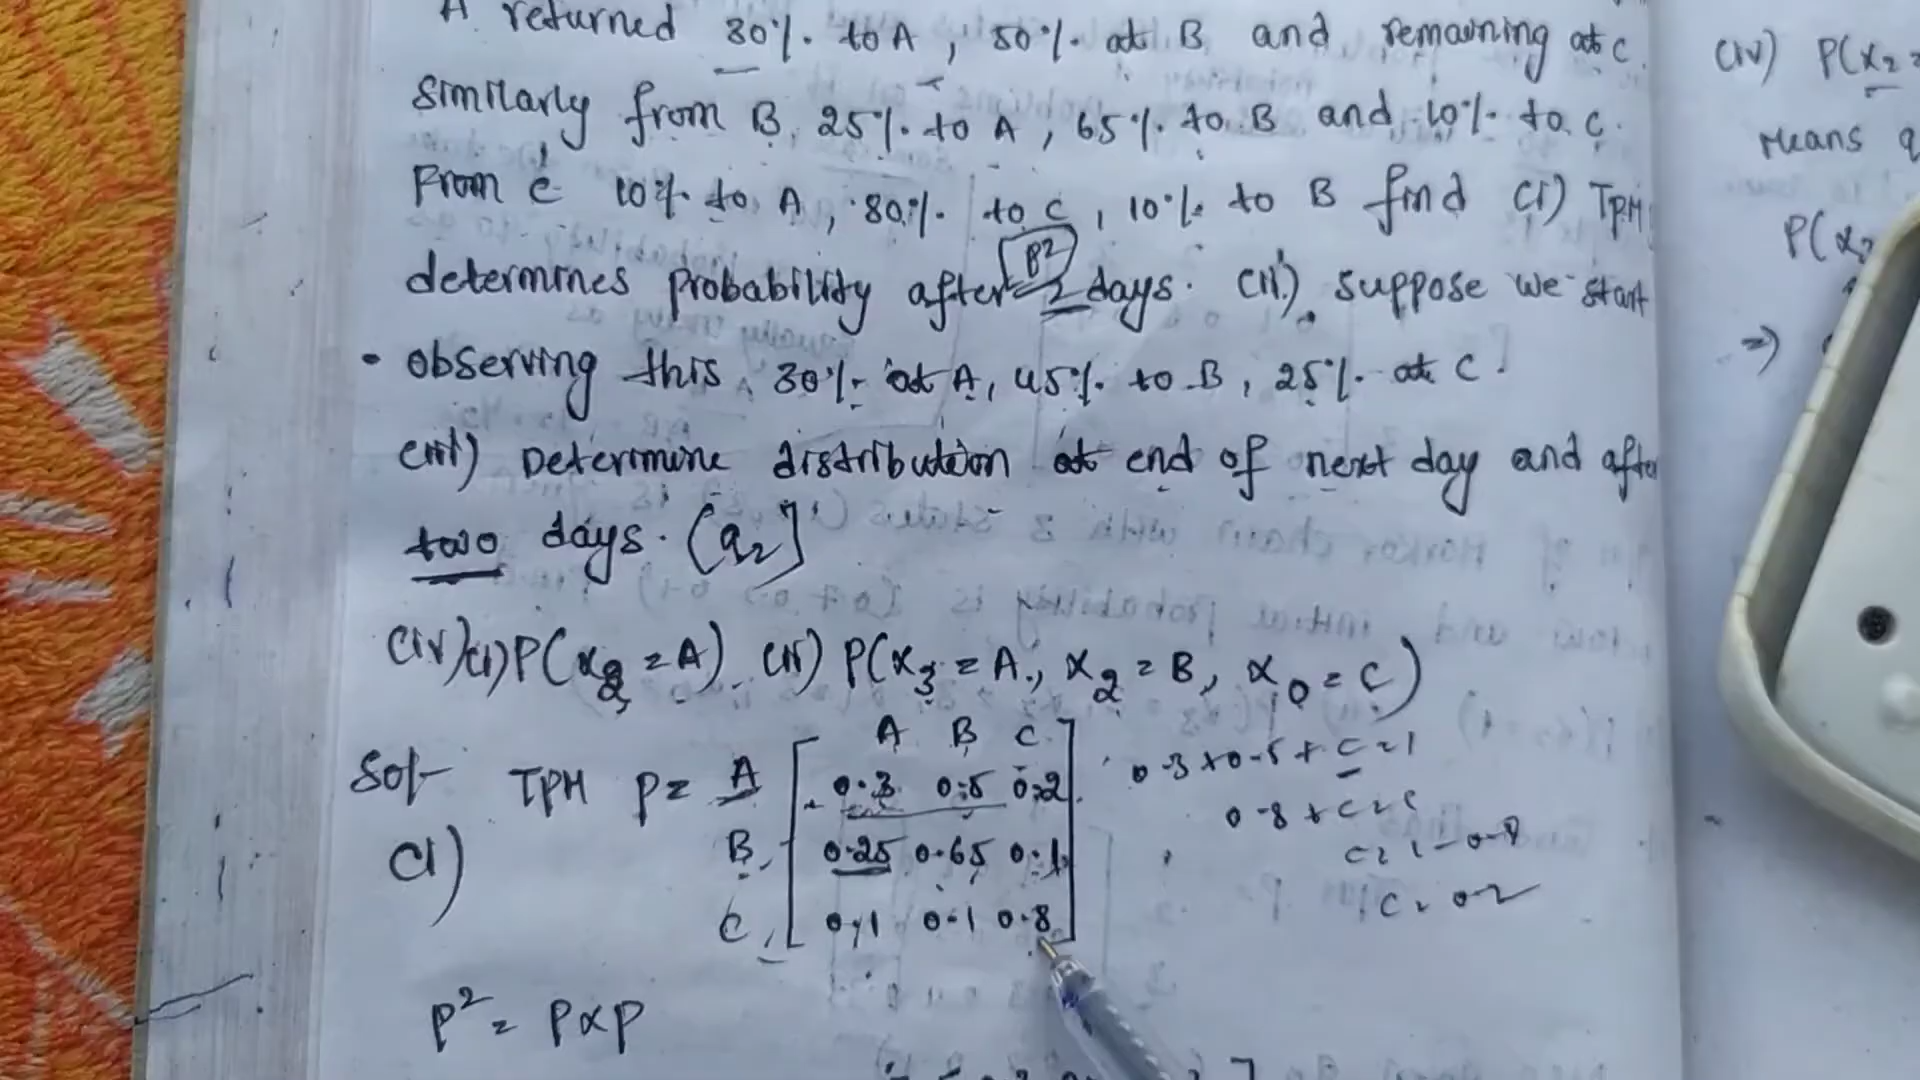 A returned 30%. to A, 50%. at B and remaining at C.
Similarly from B, 25%. to A, 65%. to B and 10%. to C.
From C 10%. to A, 80%. to C, 10%. to B find (i) TPM
determines probability after P² 2 days. (ii) suppose we start
• observing this 30%. at A, 45%. to B, 25%. at C.
(iii) Determine distribution at end of next day and after
two days. [q₂]
(iv) (i) P(x₂ = A) (ii) P(x₃ = A, x₂ = B, x₀ = C)
A B C
Sol- TPM P = A 0.3 0.5 0.2
(i)
B 0.25 0.65 0.1
C 0.1 0.1 0.8
0.3 + 0.5 + C = 1
0.8 + C =
C = 1 - 0.8
C = 0.2
P² = P x P
(iv) P(x₂ =
Means
P(x₂
=)